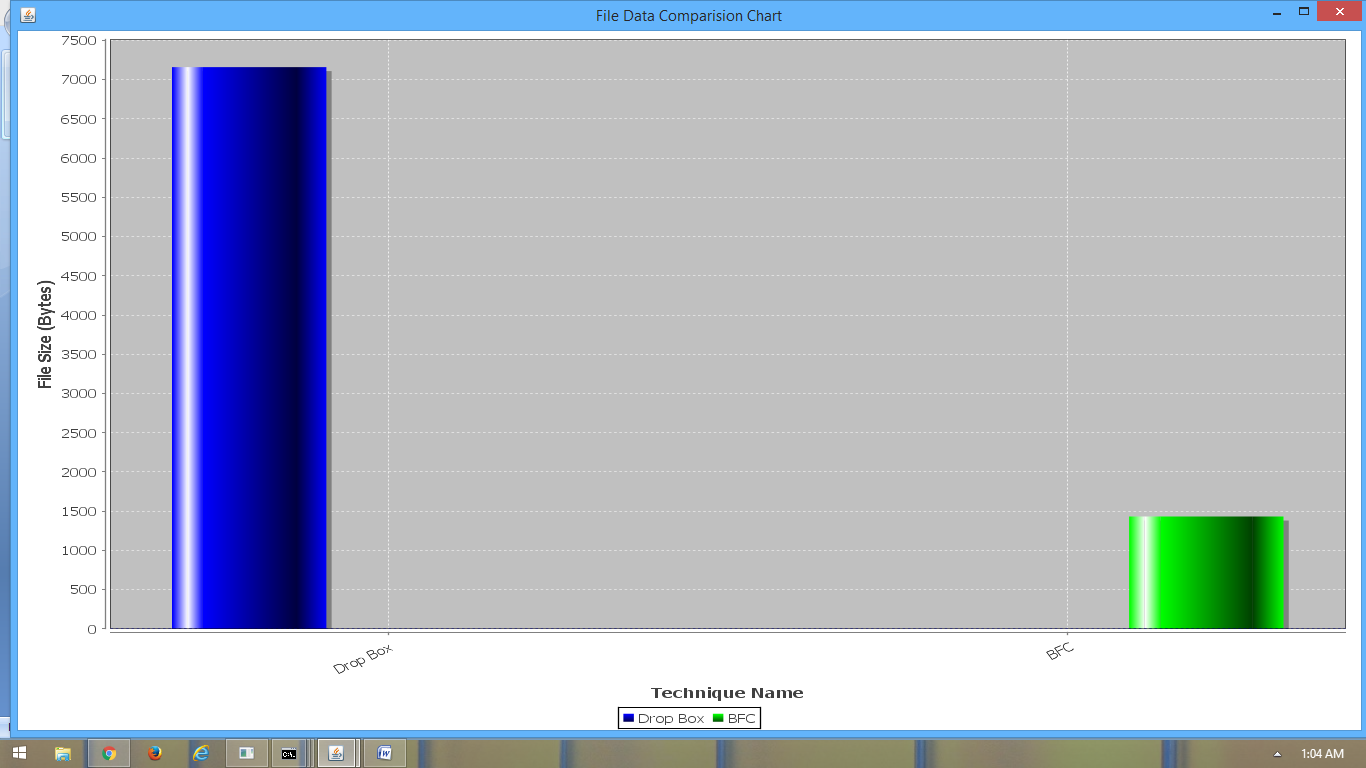 File Data Comparision Chart
File Size (Bytes)
7500
7000
6500
6000
5500
5000
4500
4000
3500
3000
2500
2000
1500
1000
500
0
Drop Box
BFC
Technique Name
Drop Box BFC
1:04 AM